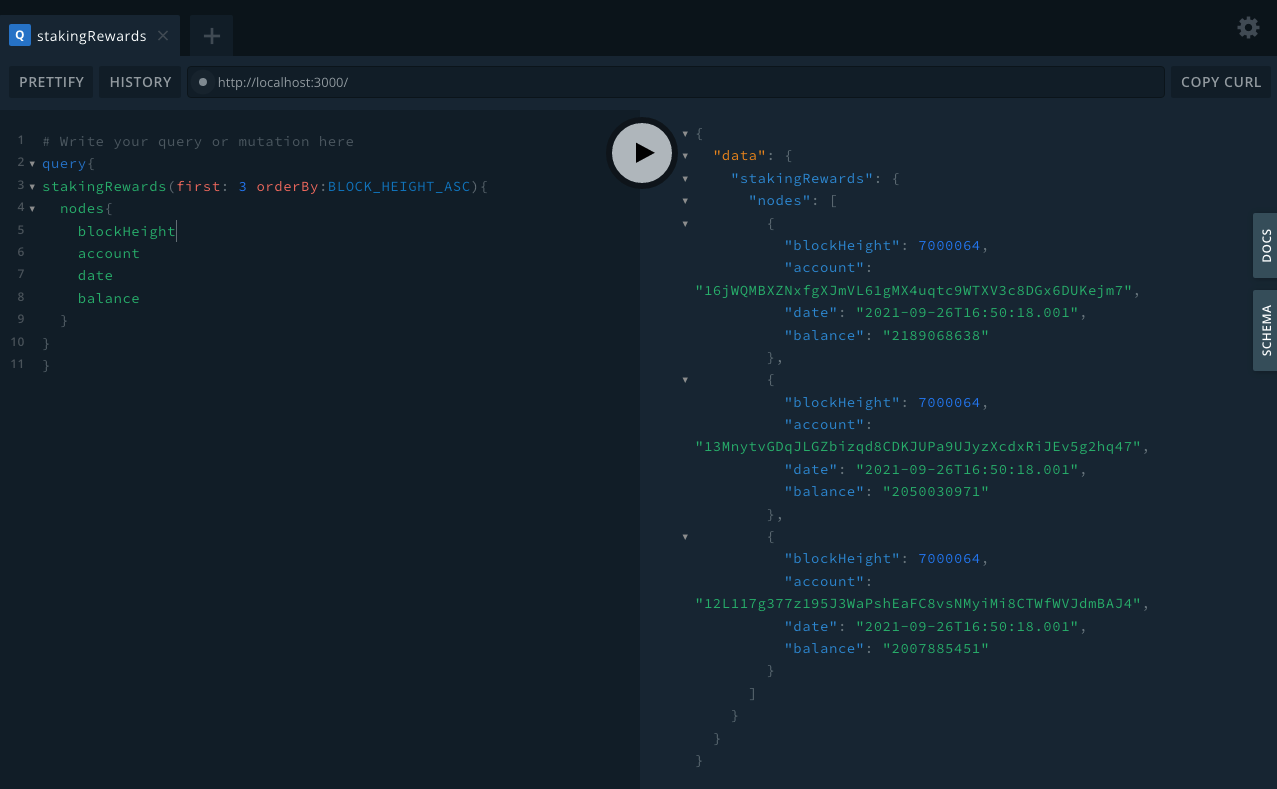 Q stakingRewards
PRETTIFY HISTORY http://localhost:3000/ COPY CURL
1 # Write your query or mutation here
2 query{
3 stakingRewards(first: 3 orderBy:BLOCK_HEIGHT_ASC){
4 nodes{
5 blockHeight
6 account
7 date
8 balance
9 }
10 }
11 }
{
"data": {
"stakingRewards": {
"nodes": [
{
"blockHeight": 7000064,
"account":
"16jWQMBXZNxfgXJmVL61gMX4uqtc9WTXV3c8DGx6DUKejm7",
"date": "2021-09-26T16:50:18.001",
"balance": "2189068638"
},
{
"blockHeight": 7000064,
"account":
"13MnytvGDqJLGZbizqd8CDKJUPa9UJyzXcdxRiJEv5g2hq47",
"date": "2021-09-26T16:50:18.001",
"balance": "2050030971"
},
{
"blockHeight": 7000064,
"account":
"12L117g377z195J3WaPshEaFC8vsNMyiMi8CTWfWVJdmBAJ4",
"date": "2021-09-26T16:50:18.001",
"balance": "2007885451"
}
]
}
}
}
DOCS
SCHEMA